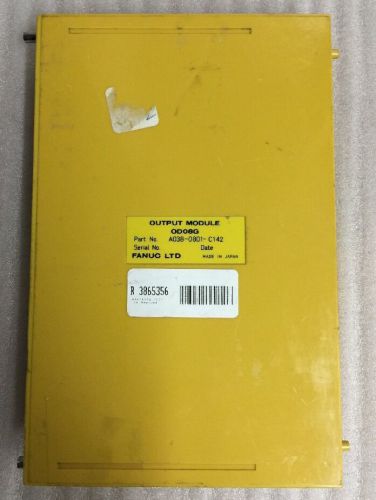 OUTPUT MODULE
OD08G
Part No. A03B-0801-C142
Serial No. Date
FANUC LTD MADE IN JAPAN
R 3865356